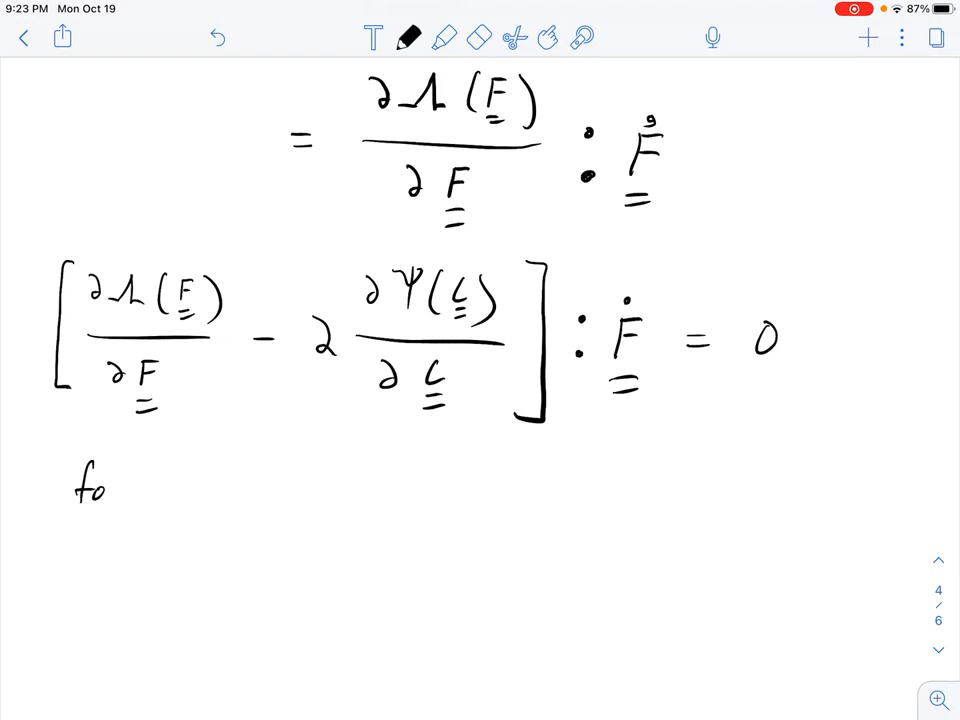 9:23 PM Mon Oct 19 87%
= ∂Λ(F) / ∂F : Ḟ
[ ∂Λ(F) / ∂F − 2 ∂Ψ(C) / ∂C ] : Ḟ = 0
fo
4
/
6